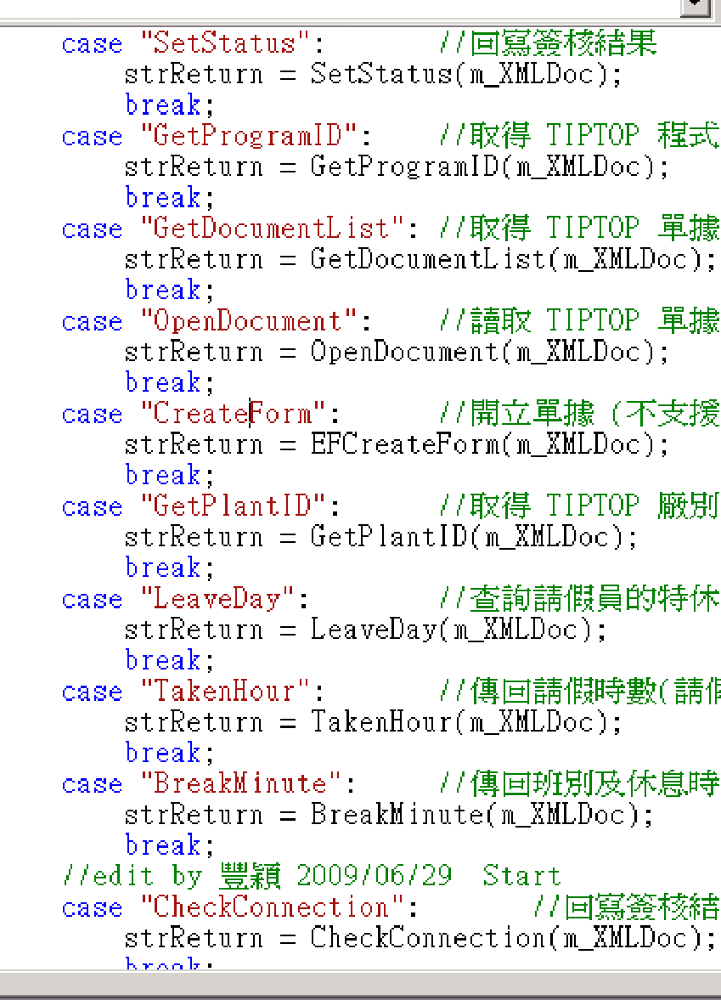 case "SetStatus": //回寫簽核結果
strReturn = SetStatus(m_XMLDoc);
break;
case "GetProgramID": //取得 TIPTOP 程式
strReturn = GetProgramID(m_XMLDoc);
break;
case "GetDocumentList": //取得 TIPTOP 單據
strReturn = GetDocumentList(m_XMLDoc);
break;
case "OpenDocument": //讀取 TIPTOP 單據
strReturn = OpenDocument(m_XMLDoc);
break;
case "CreateForm": //開立單據 (不支援
strReturn = EFCreateForm(m_XMLDoc);
break;
case "GetPlantID": //取得 TIPTOP 廠別
strReturn = GetPlantID(m_XMLDoc);
break;
case "LeaveDay": //查詢請假員的特休
strReturn = LeaveDay(m_XMLDoc);
break;
case "TakenHour": //傳回請假時數(請假
strReturn = TakenHour(m_XMLDoc);
break;
case "BreakMinute": //傳回班別及休息時
strReturn = BreakMinute(m_XMLDoc);
break;
//edit by 豐穎 2009/06/29 Start
case "CheckConnection": //回寫簽核結
strReturn = CheckConnection(m_XMLDoc);
break;